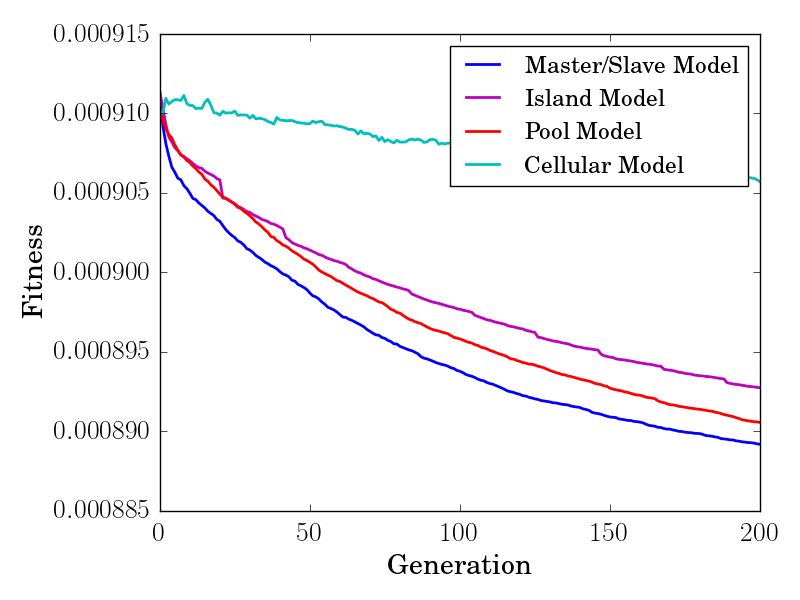 0.000915
0.000910
0.000905
0.000900
0.000895
0.000890
0.000885
Fitness
Master/Slave Model
Island Model
Pool Model
Cellular Model
0
50
100
150
200
Generation